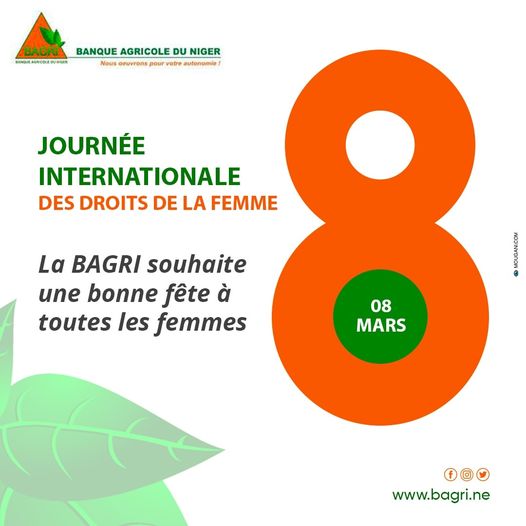 BAGRI
BANQUE AGRICOLE DU NIGER
BANQUE AGRICOLE DU NIGER
Nous oeuvrons pour votre autonomie !
JOURNÉE
INTERNATIONALE
DES DROITS DE LA FEMME
La BAGRI souhaite
une bonne fête à
toutes les femmes
08
MARS
MOUGANI.COM
www.bagri.ne